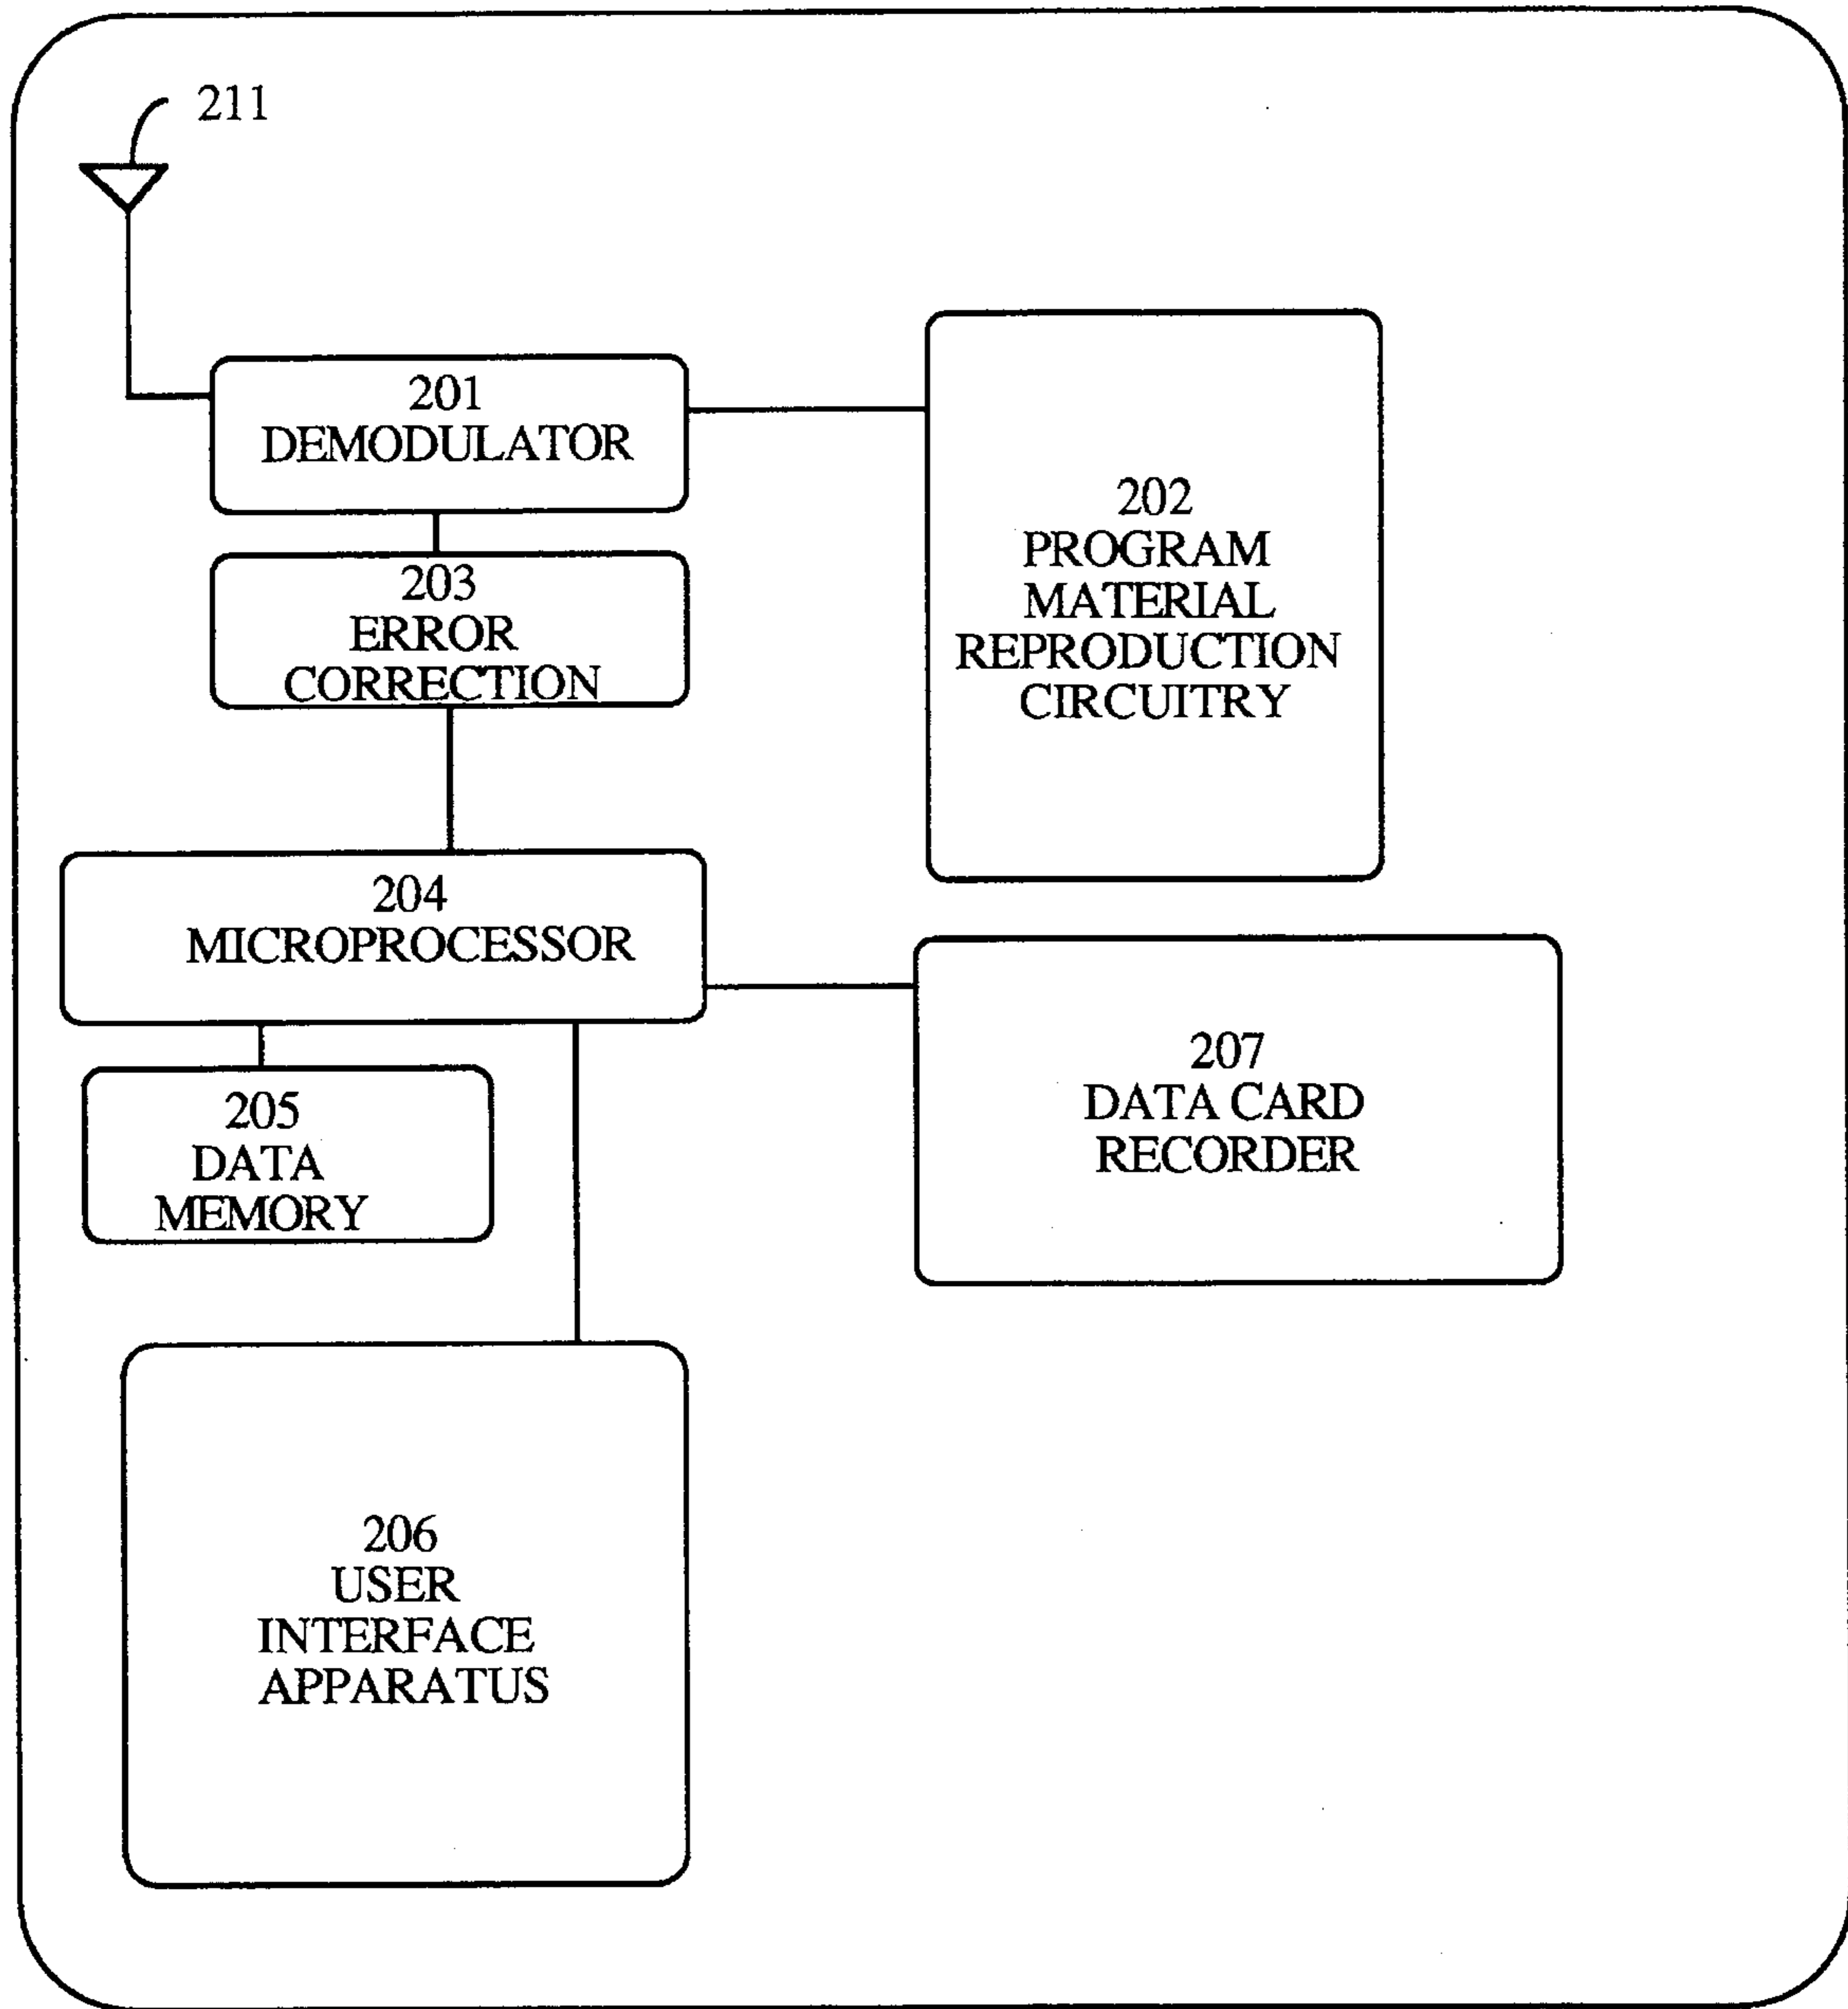 211
201
DEMODULATOR
202
PROGRAM
MATERIAL
REPRODUCTION
CIRCUITRY
203
ERROR
CORRECTION
204
MICROPROCESSOR
207
DATA CARD
RECORDER
205
DATA
MEMORY
206
USER
INTERFACE
APPARATUS